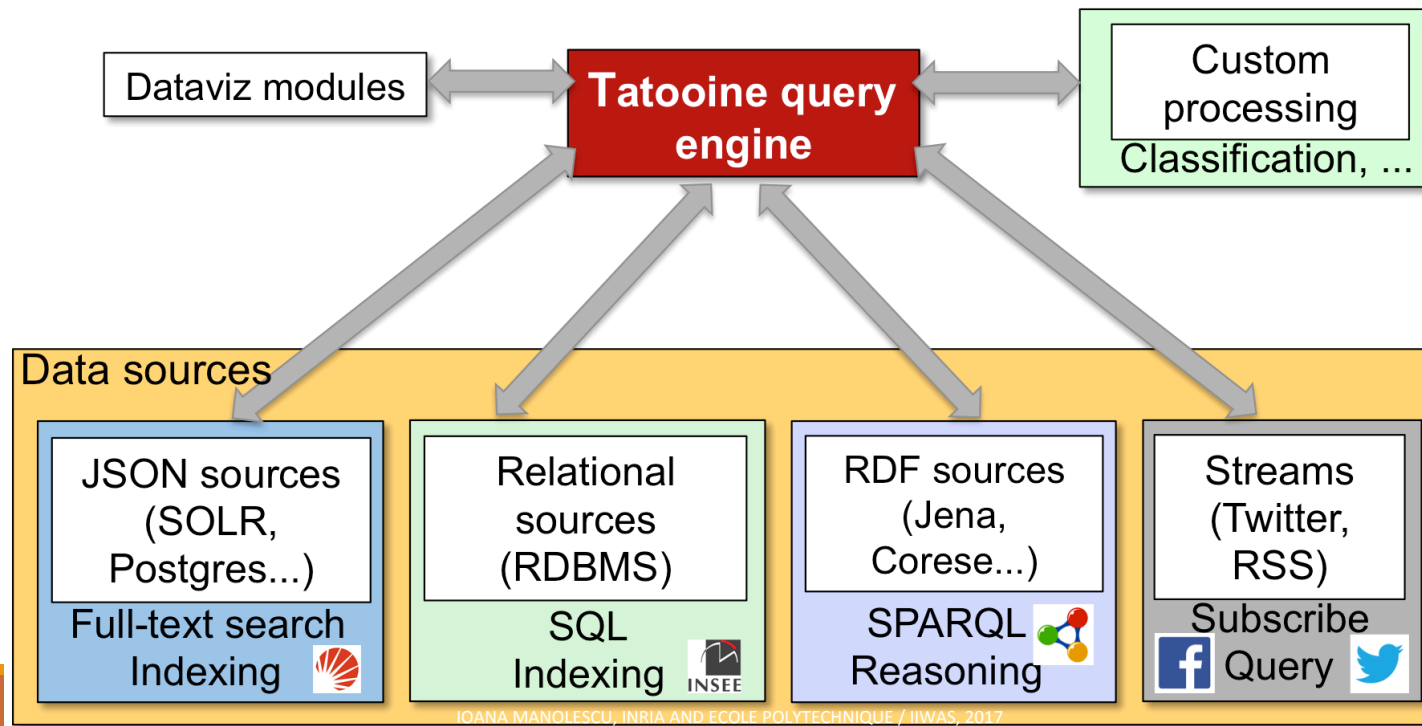 Dataviz modules
Tatooine query
engine
Custom
processing
Classification, ...
Data sources
JSON sources
(SOLR,
Postgres...)
Full-text search
Indexing
Relational
sources
(RDBMS)
SQL
Indexing
INSEE
RDF sources
(Jena,
Corese...)
SPARQL
Reasoning
Streams
(Twitter,
RSS)
Subscribe
Query
IOANA MANOLESCU, INRIA AND ECOLE POLYTECHNIQUE / IIWAS, 2017